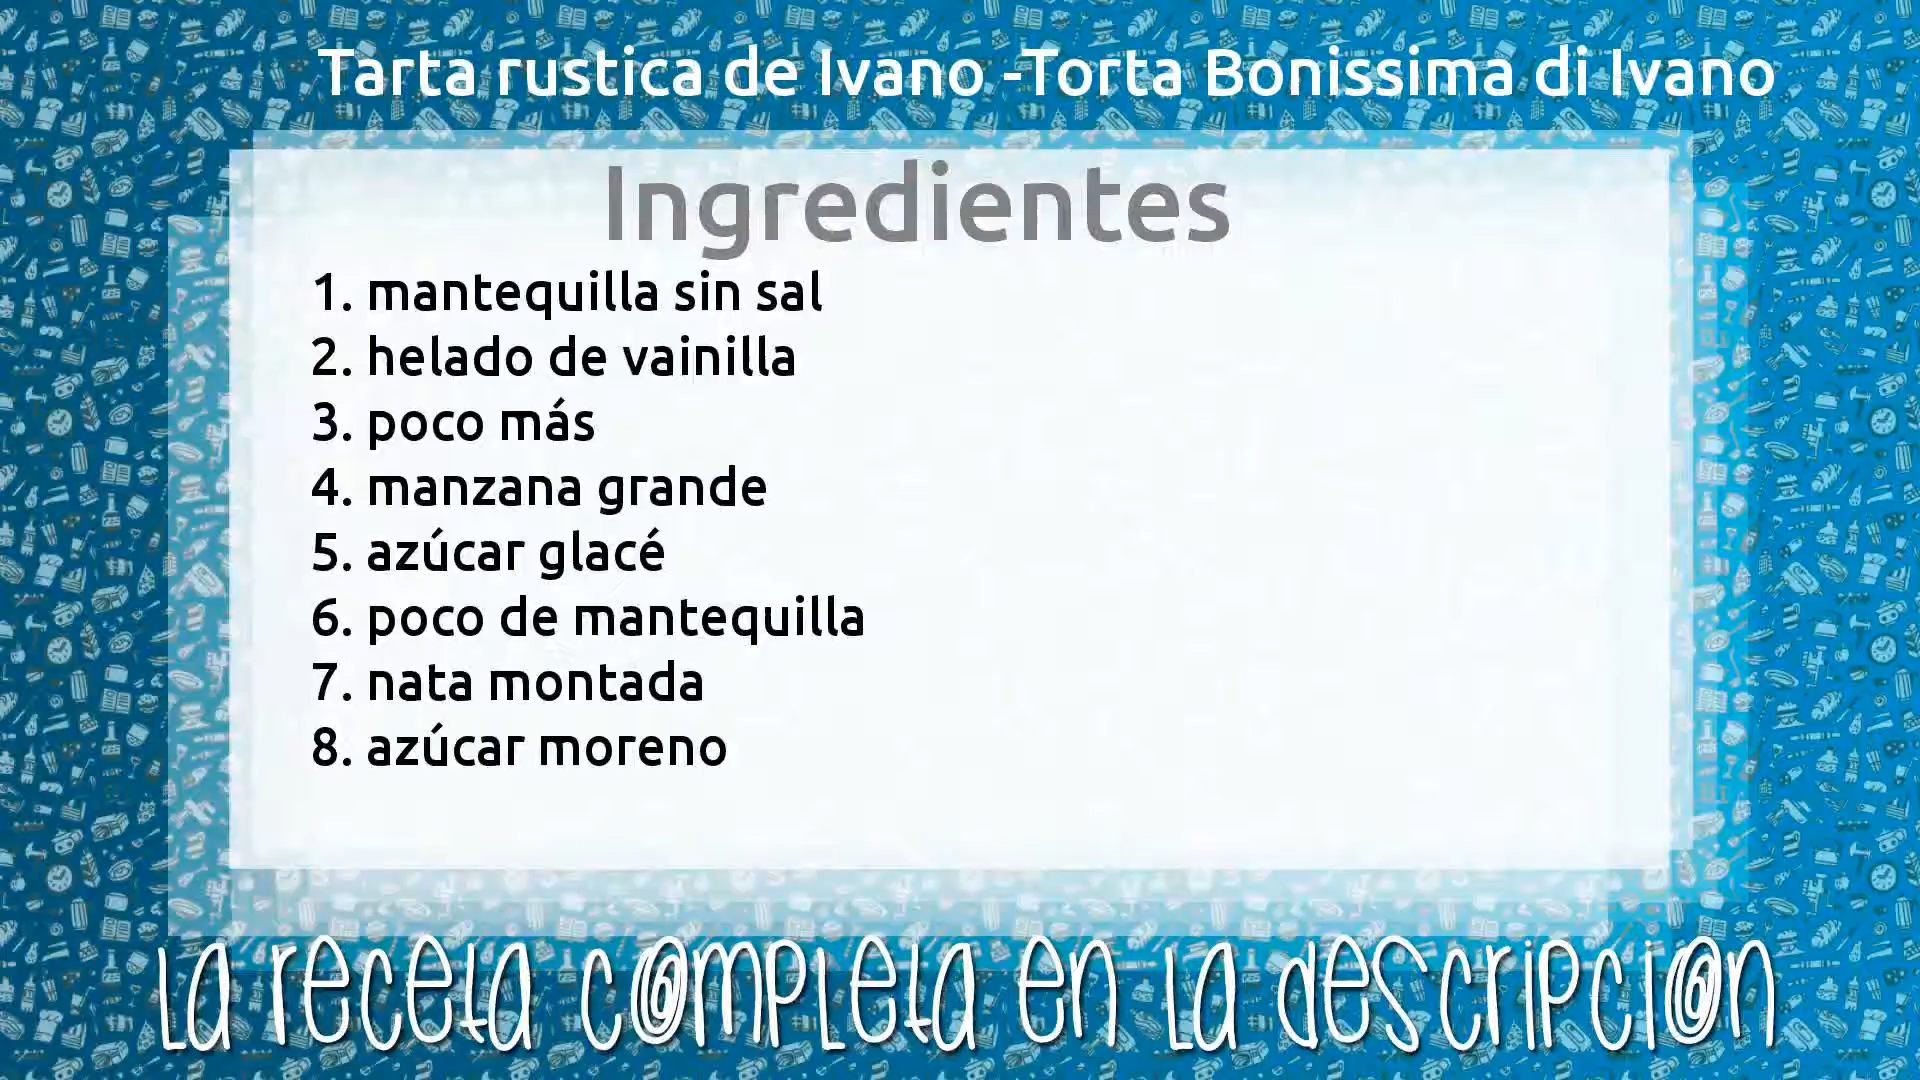 Tarta rustica de Ivano -Torta Bonissima di Ivano
Ingredientes
1. mantequilla sin sal
2. helado de vainilla
3. poco más
4. manzana grande
5. azúcar glacé
6. poco de mantequilla
7. nata montada
8. azúcar moreno
La receta completa en la descripcion